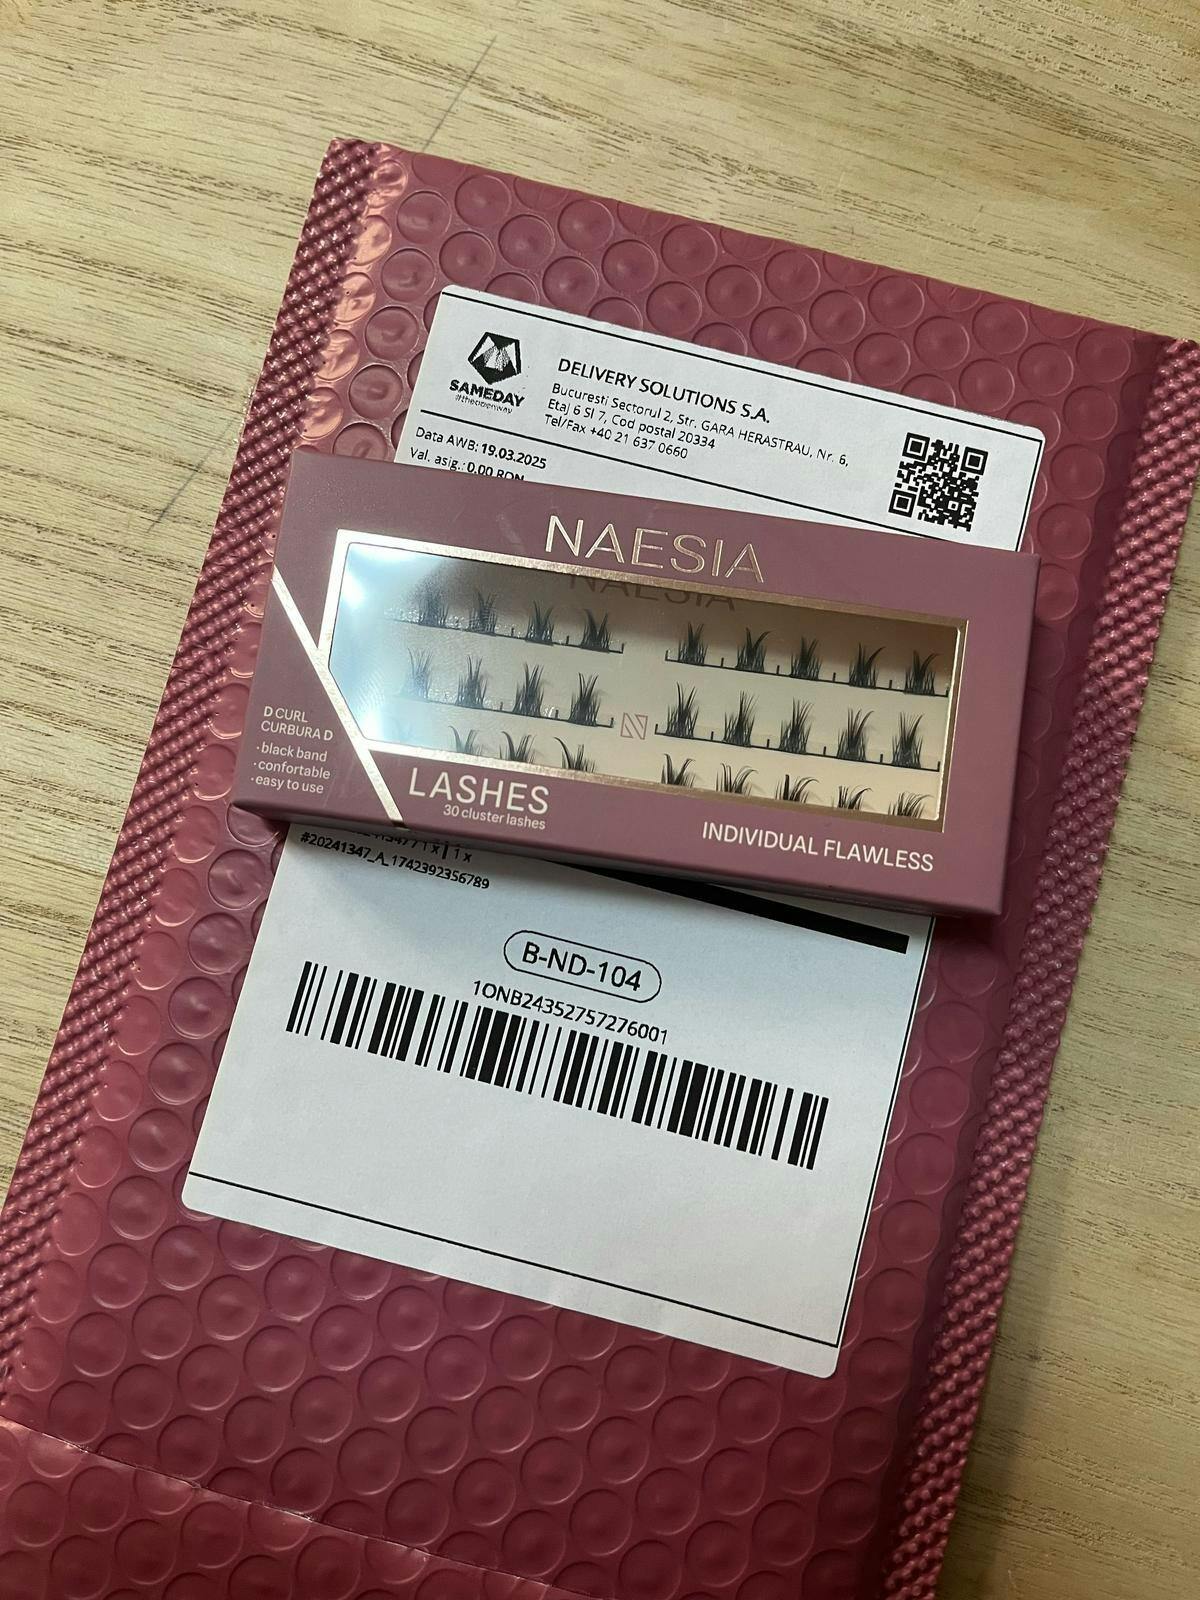 SAMEDAY
DELIVERY SOLUTIONS S.A.
Bucuresti Sectorul 2, Str. GARA HERASTRAU, Nr. 6,
Etaj 6 Si 7, Cod postal 20334
Tel/Fax +40 21 637 0660
Data AWB: 19.03.2025
Val. asig.: 0.00 RON
NAESIA
NAESIA
N
D CURL
CURBURA D
·black band
·confortable
·easy to use
LASHES
30 cluster lashes
INDIVIDUAL FLAWLESS
#20241347_A_1742392356789
B-ND-104
1ONB24352757276001